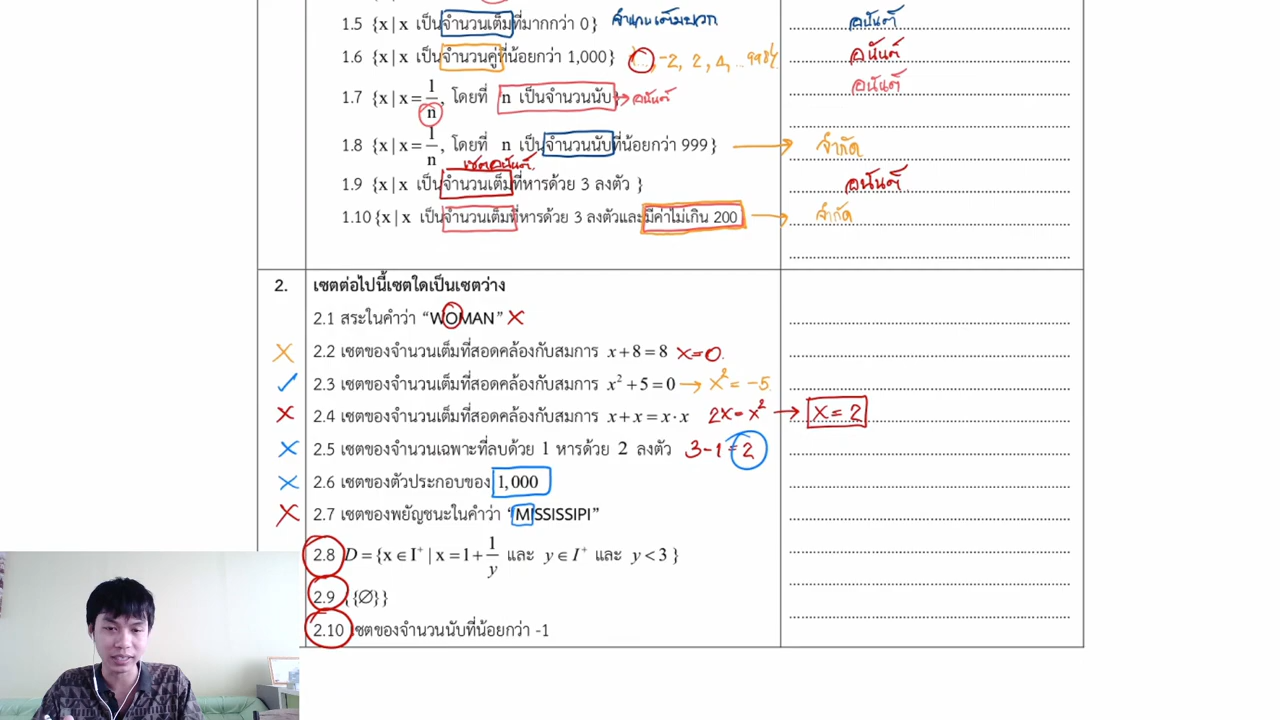 1.5 {x | x เป็นจำนวนเต็มที่มากกว่า 0} จำนวนเต็มบวก อนันต์
1.6 {x | x เป็นจำนวนคู่ที่น้อยกว่า 1,000} -2, 2, 4, ...998} อนันต์
1.7 {x | x = 1/n, โดยที่ n เป็นจำนวนนับ} → อนันต์ อนันต์
1.8 {x | x = 1/n, โดยที่ n เป็นจำนวนนับที่น้อยกว่า 999} → จำกัด
เซตอนันต์
1.9 {x | x เป็นจำนวนเต็มที่หารด้วย 3 ลงตัว } อนันต์
1.10 {x | x เป็นจำนวนเต็มที่หารด้วย 3 ลงตัวและมีค่าไม่เกิน 200 → จำกัด
2. เซตต่อไปนี้เซตใดเป็นเซตว่าง
2.1 สระในคำว่า “WOMAN” ×
× 2.2 เซตของจำนวนเต็มที่สอดคล้องกับสมการ x + 8 = 8 x = 0
✓ 2.3 เซตของจำนวนเต็มที่สอดคล้องกับสมการ x² + 5 = 0 → x² = -5
× 2.4 เซตของจำนวนเต็มที่สอดคล้องกับสมการ x + x = x · x 2x = x² → x = 2
× 2.5 เซตของจำนวนเฉพาะที่ลบด้วย 1 หารด้วย 2 ลงตัว 3 - 1 = 2
× 2.6 เซตของตัวประกอบของ 1,000
× 2.7 เซตของพยัญชนะในคำว่า “MISSISSIPI”
2.8 D = {x ∈ I⁺ | x = 1 + 1/y และ y ∈ I⁺ และ y < 3 }
2.9 {{∅}}
2.10 เซตของจำนวนนับที่น้อยกว่า -1